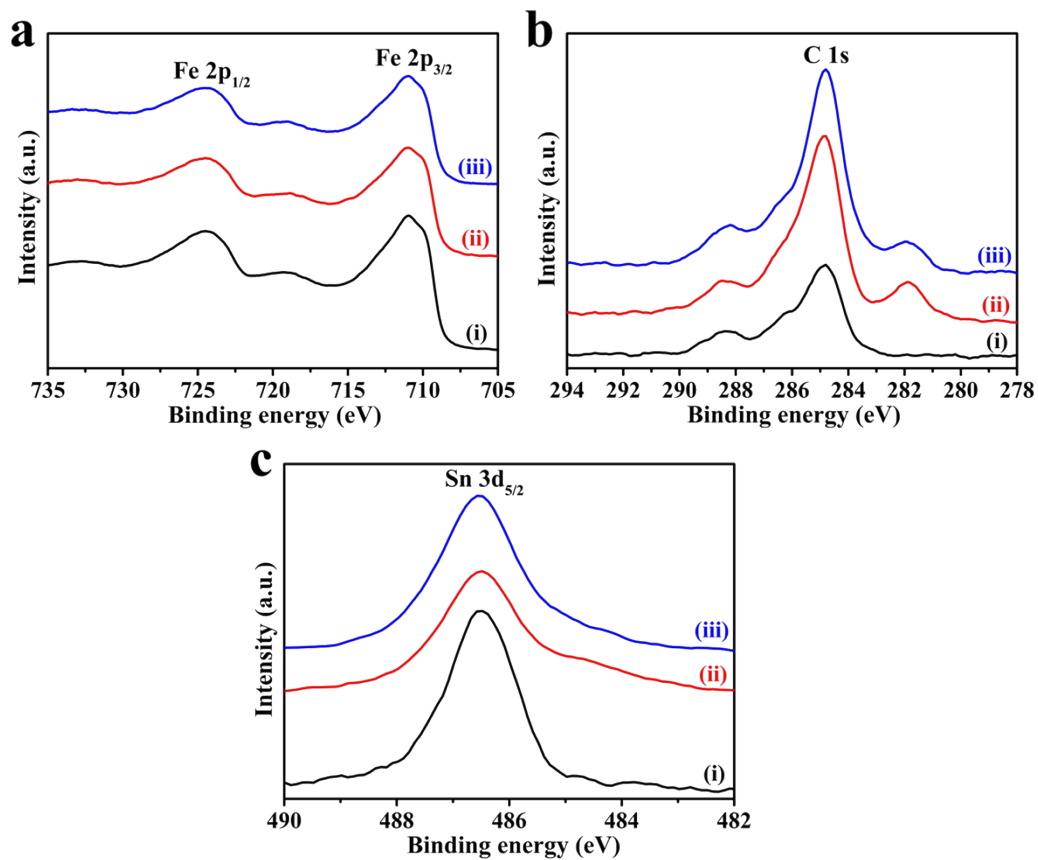 a
Fe 2p1/2
Fe 2p3/2
(iii)
(ii)
(i)
Intensity (a.u.)
735 730 725 720 715 710 705
Binding energy (eV)
b
C 1s
(iii)
(ii)
(i)
Intensity (a.u.)
294 292 290 288 286 284 282 280 278
Binding energy (eV)
c
Sn 3d5/2
(iii)
(ii)
(i)
Intensity (a.u.)
490 488 486 484 482
Binding energy (eV)